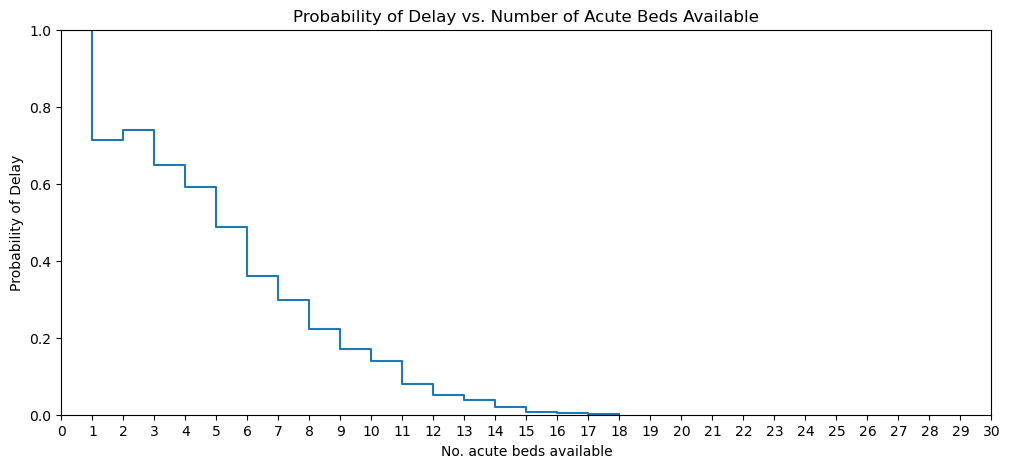 Probability of Delay vs. Number of Acute Beds Available
1.0
0.8
0.6
0.4
0.2
0.0
Probability of Delay
0 1 2 3 4 5 6 7 8 9 10 11 12 13 14 15 16 17 18 19 20 21 22 23 24 25 26 27 28 29 30
No. acute beds available